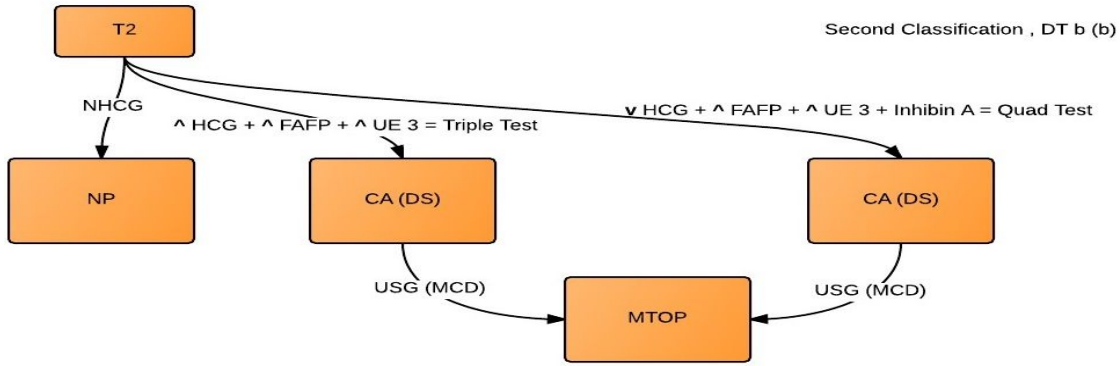 T2
Second Classification , DT b (b)
NHCG
^ HCG + ^ FAFP + ^ UE 3 = Triple Test
v HCG + ^ FAFP + ^ UE 3 + Inhibin A = Quad Test
NP
CA (DS)
CA (DS)
USG (MCD)
USG (MCD)
MTOP